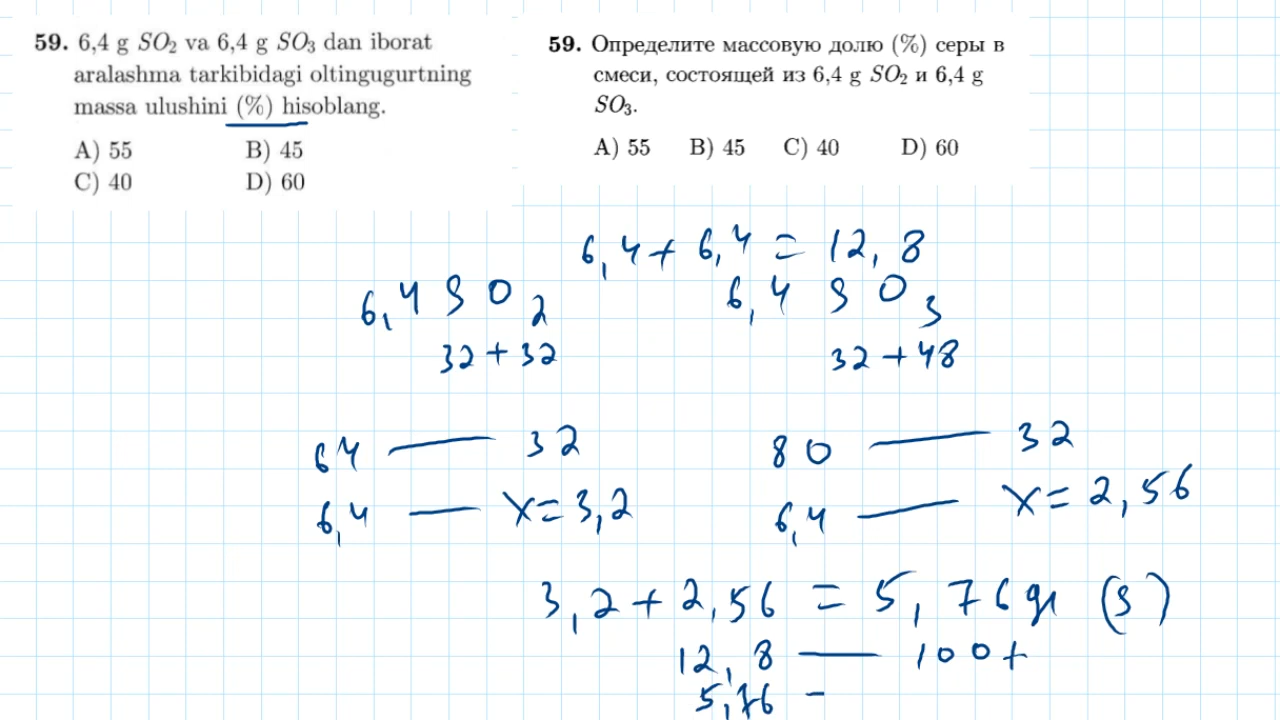 59. 6,4 g SO₂ va 6,4 g SO₃ dan iborat
aralashma tarkibidagi oltingugurtning
massa ulushini (%) hisoblang.
A) 55 B) 45
C) 40 D) 60
59. Определите массовую долю (%) серы в
смеси, состоящей из 6,4 g SO₂ и 6,4 g
SO₃.
A) 55 B) 45 C) 40 D) 60
6,4 + 6,4 = 12,8
6,4 SO₂ 6,4 SO₃
32 + 32 32 + 48
64 — 32 80 — 32
6,4 — x = 3,2 6,4 — x = 2,56
3,2 + 2,56 = 5,76 gr (S)
12,8 — 100%
5,76 –